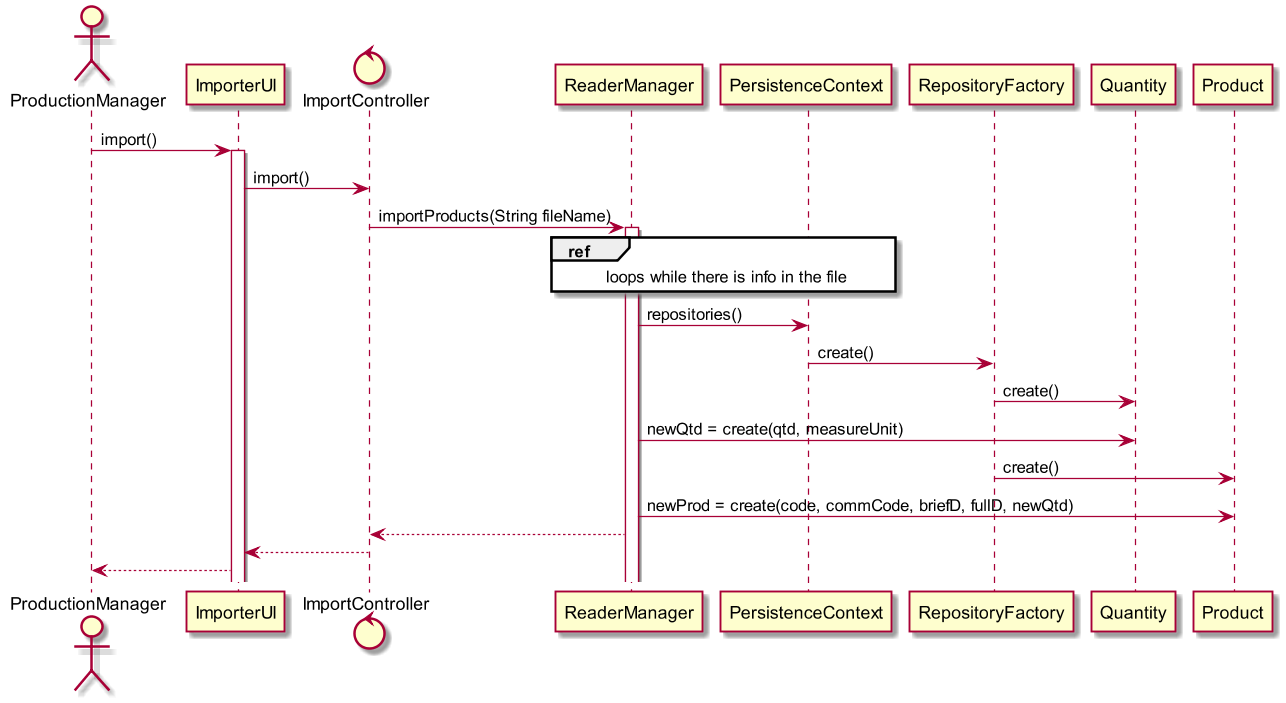 ProductionManager
ImporterUI
ImportController
ReaderManager
PersistenceContext
RepositoryFactory
Quantity
Product
import()
import()
importProducts(String fileName)
ref
loops while there is info in the file
repositories()
create()
create()
newQtd = create(qtd, measureUnit)
create()
newProd = create(code, commCode, briefD, fullD, newQtd)
ProductionManager
ImporterUI
ImportController
ReaderManager
PersistenceContext
RepositoryFactory
Quantity
Product